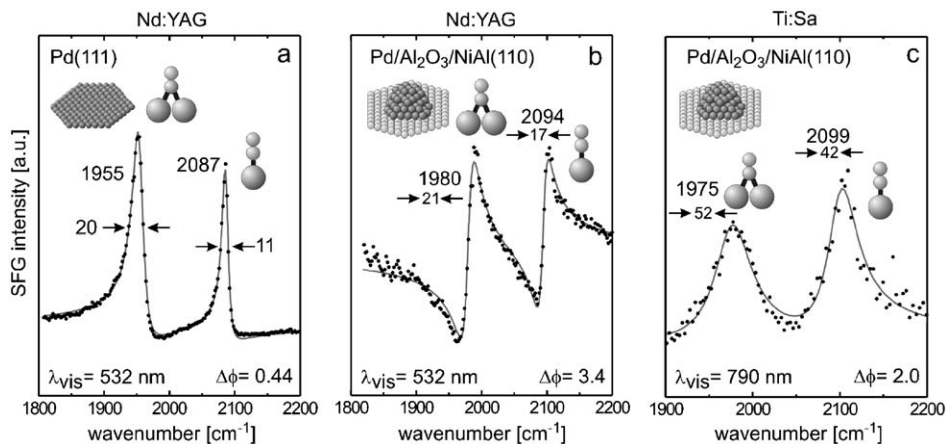 Nd:YAG
Nd:YAG
Ti:Sa
Pd(111)
a
1955
2087
20
11
λvis= 532 nm
Δϕ= 0.44
1800
1900
2000
2100
2200
wavenumber [cm⁻¹]
SFG intensity [a.u.]
Pd/Al₂O₃/NiAl(110)
b
2094
17
1980
21
λvis= 532 nm
Δϕ= 3.4
1800
1900
2000
2100
2200
wavenumber [cm⁻¹]
Pd/Al₂O₃/NiAl(110)
c
2099
42
1975
52
λvis= 790 nm
Δϕ= 2.0
1900
2000
2100
2200
wavenumber [cm⁻¹]